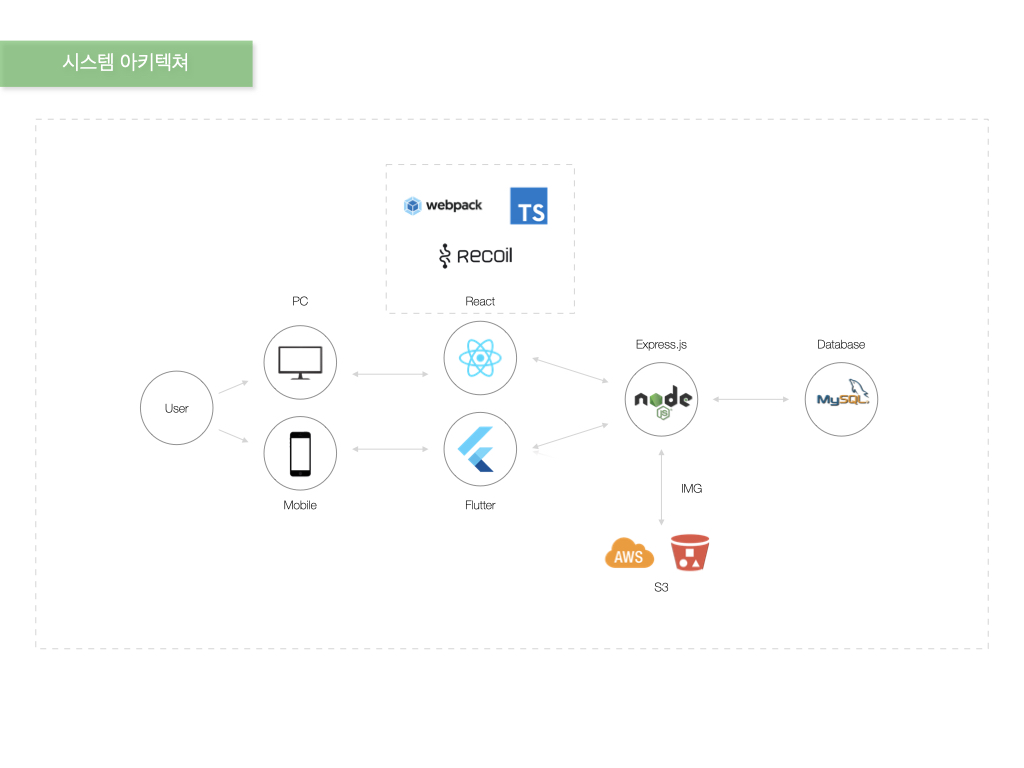 시스템 아키텍쳐
webpack
TS
Recoil
PC
React
Express.js
Database
User
node
JS
MySQL
Mobile
Flutter
IMG
AWS
S3